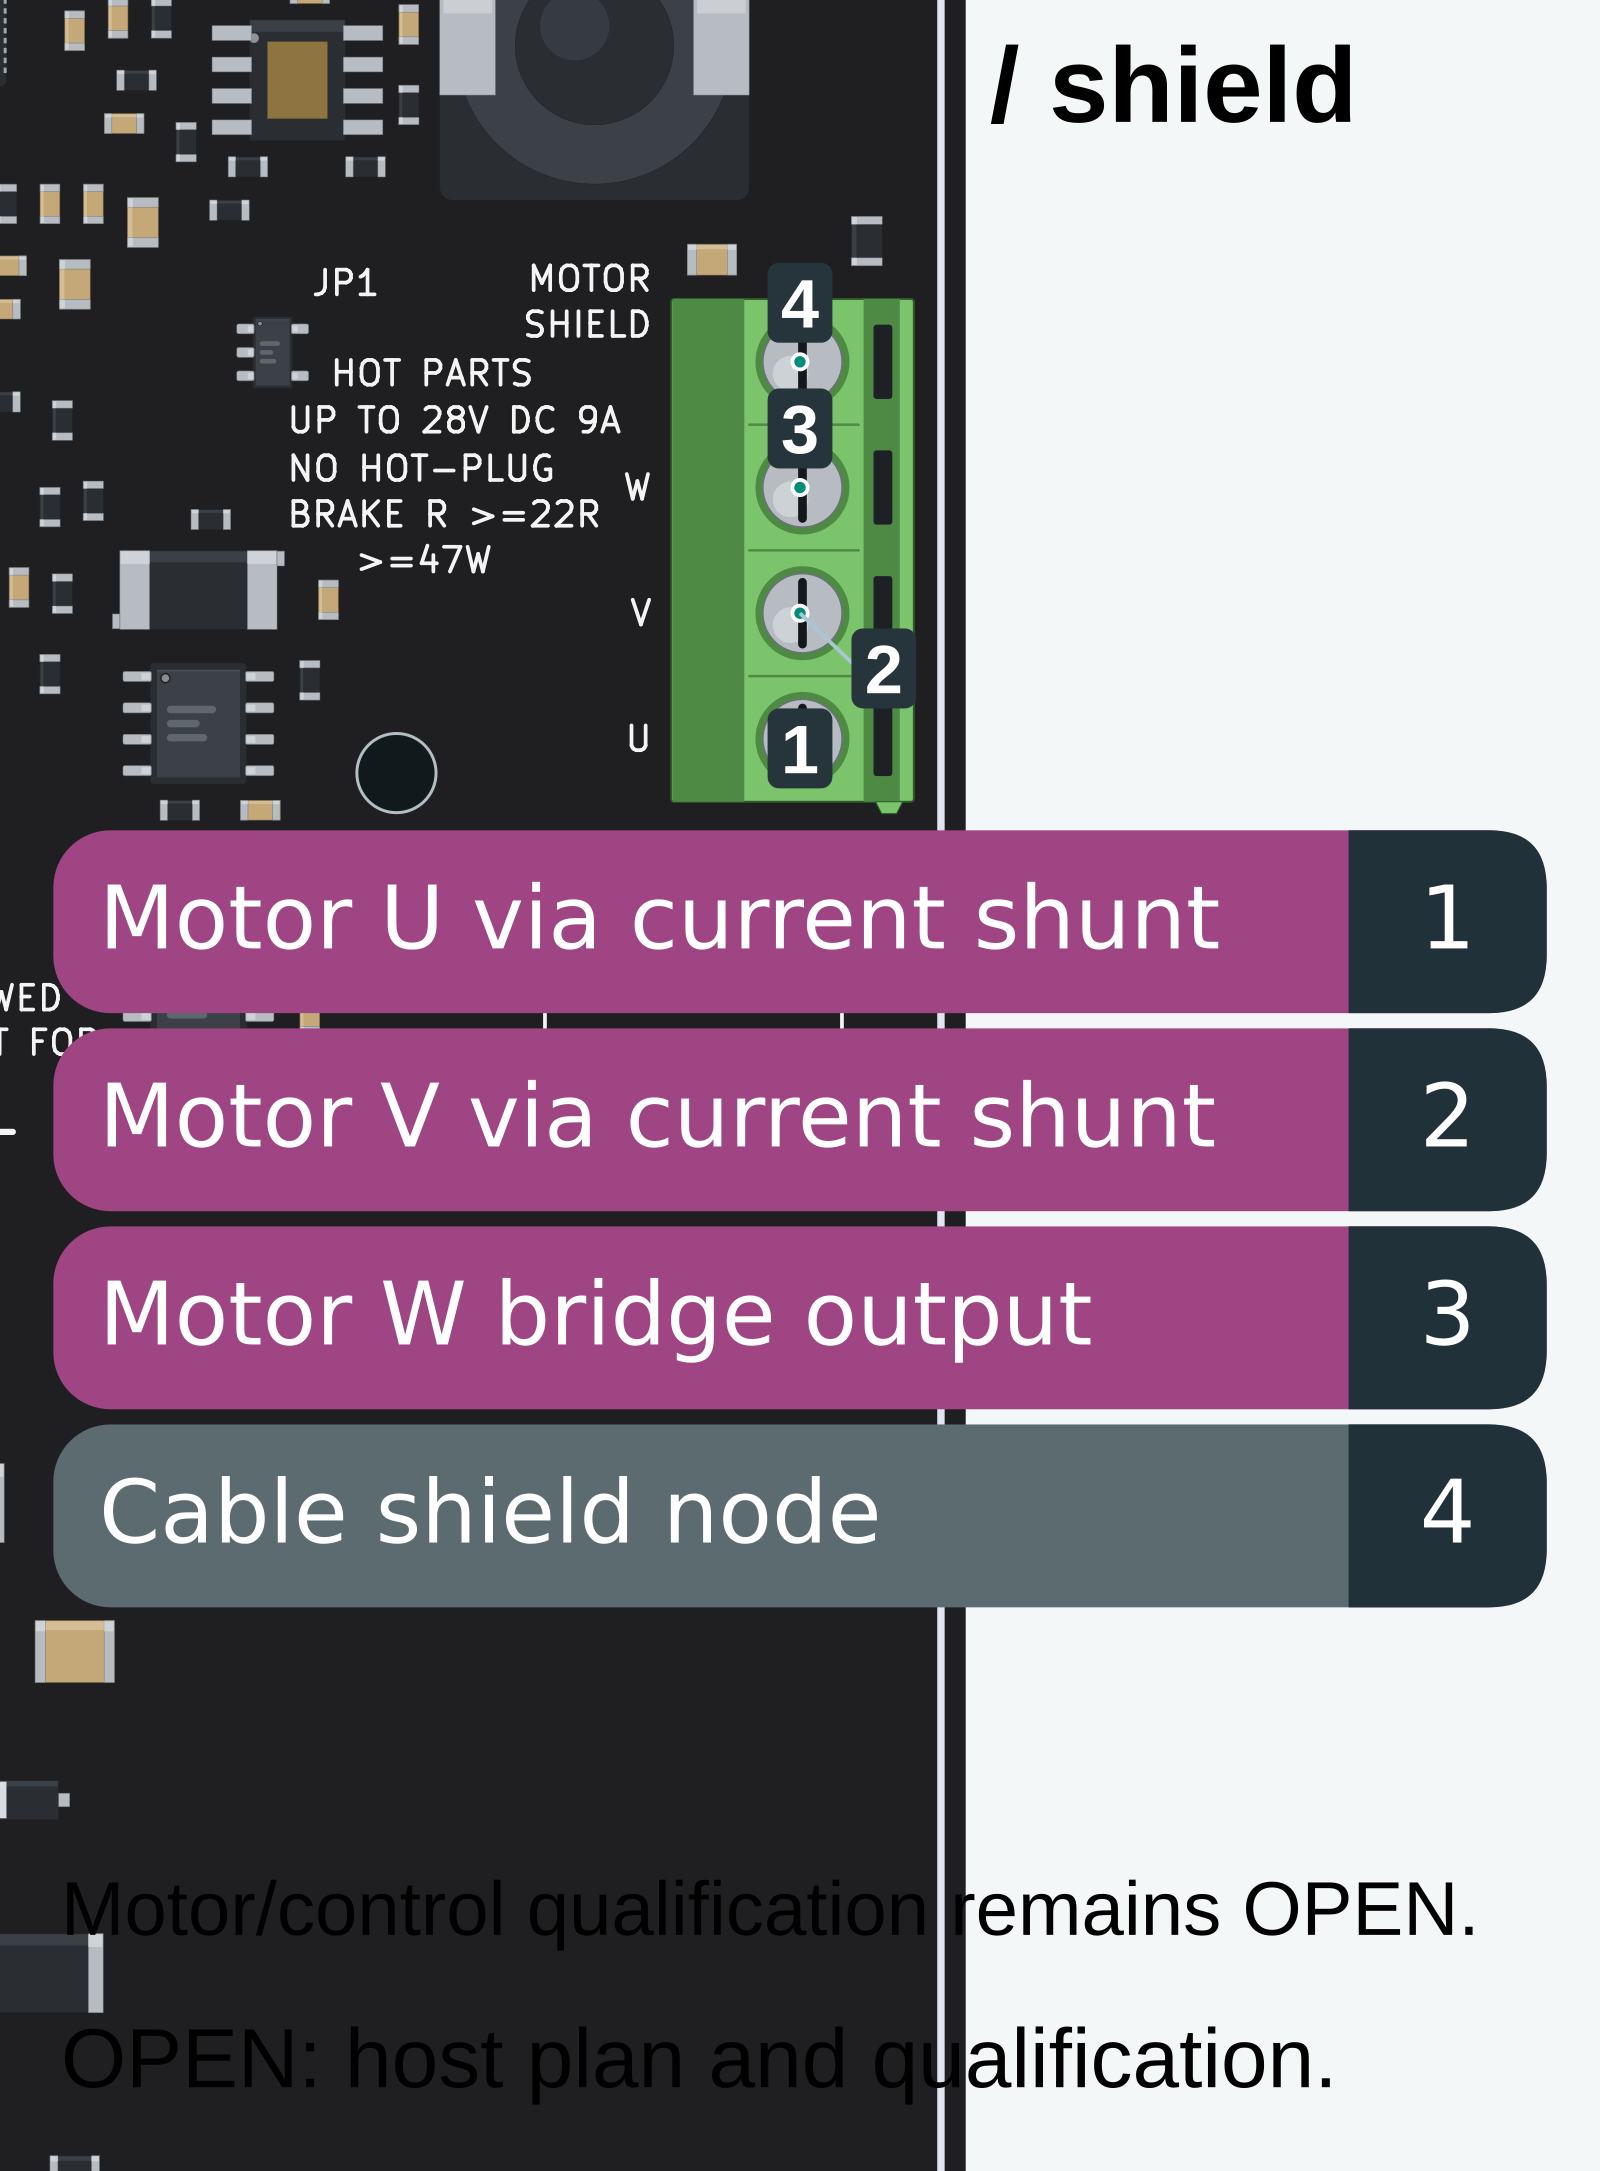 / shield
JP1
MOTOR
SHIELD
HOT PARTS
UP TO 28V DC 9A
NO HOT-PLUG
BRAKE R >=22R
>=47W
W
V
U
4
3
2
1
Motor U via current shunt 1
WED
Motor V via current shunt 2
T FOR
Motor W bridge output 3
Cable shield node 4
Motor/control qualification remains OPEN.
OPEN: host plan and qualification.